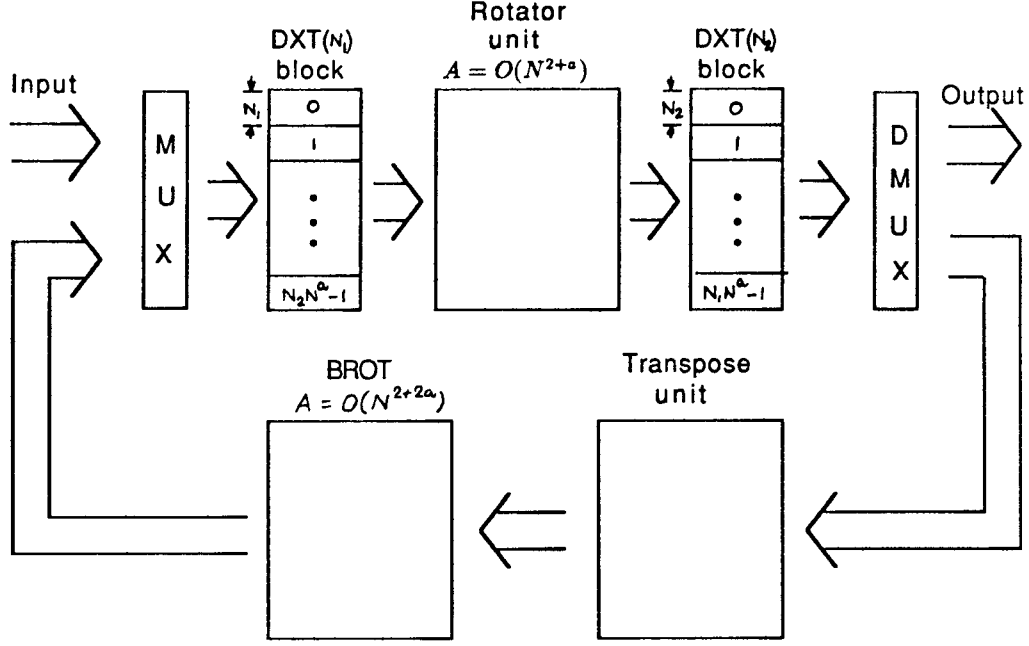 Rotator
unit
A = O(N^{2+a})
DXT(N₁)
block
DXT(N₂)
block
Input
Output
M
U
X
N₁
0
1
N₂N^a-1
N₂
0
1
N₁N^a-1
D
M
U
X
BROT
A = O(N^{2+2a})
Transpose
unit